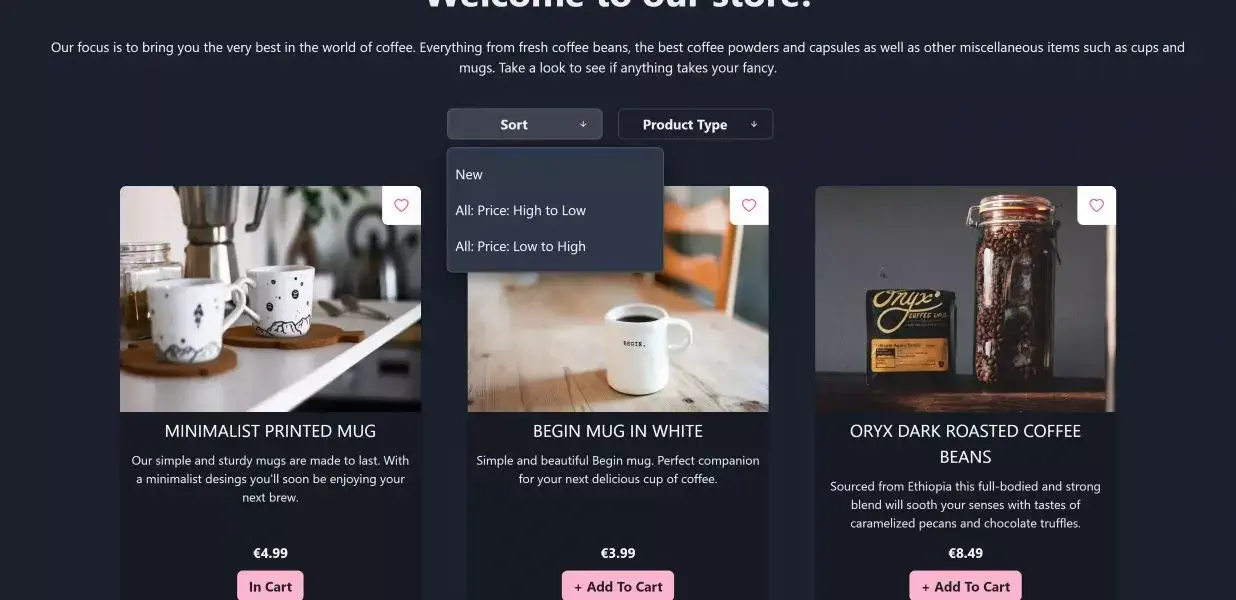 Welcome to our store!
Our focus is to bring you the very best in the world of coffee. Everything from fresh coffee beans, the best coffee powders and capsules as well as other miscellaneous items such as cups and
mugs. Take a look to see if anything takes your fancy.
Sort ↓ Product Type ↓
New
All: Price: High to Low
All: Price: Low to High
BEGIN.
Onyx
COFFEE LAB
MINIMALIST PRINTED MUG
Our simple and sturdy mugs are made to last. With
a minimalist desings you'll soon be enjoying your
next brew.
€4.99
In Cart
BEGIN MUG IN WHITE
Simple and beautiful Begin mug. Perfect companion
for your next delicious cup of coffee.
€3.99
+ Add To Cart
ORYX DARK ROASTED COFFEE
BEANS
Sourced from Ethiopia this full-bodied and strong
blend will sooth your senses with tastes of
caramelized pecans and chocolate truffles.
€8.49
+ Add To Cart